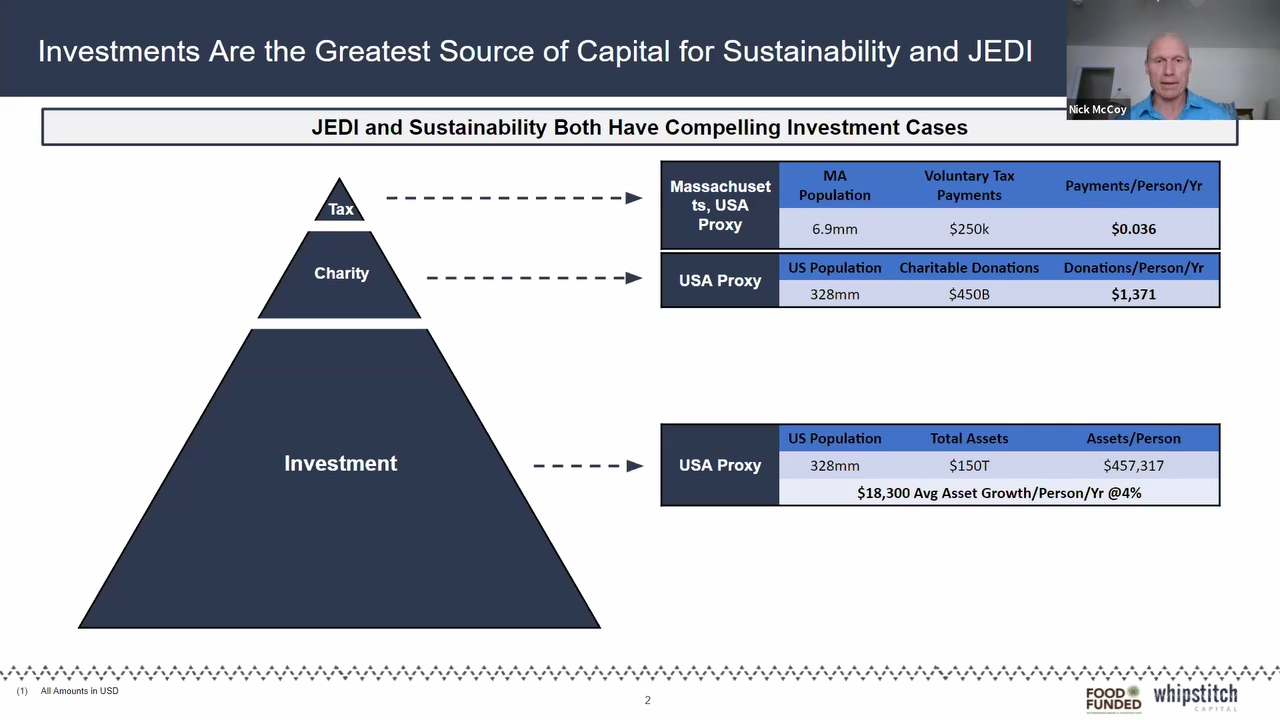 Investments Are the Greatest Source of Capital for Sustainability and JEDI
Nick McCoy
JEDI and Sustainability Both Have Compelling Investment Cases
Tax
Charity
Investment
Massachuset
ts, USA
Proxy
MA
Population
Voluntary Tax
Payments
Payments/Person/Yr
6.9mm
$250k
$0.036
USA Proxy
US Population
Charitable Donations
Donations/Person/Yr
328mm
$450B
$1,371
USA Proxy
US Population
Total Assets
Assets/Person
328mm
$150T
$457,317
$18,300 Avg Asset Growth/Person/Yr @4%
(1) All Amounts in USD
2
FOOD
FUNDED
whipstitch
CAPITAL